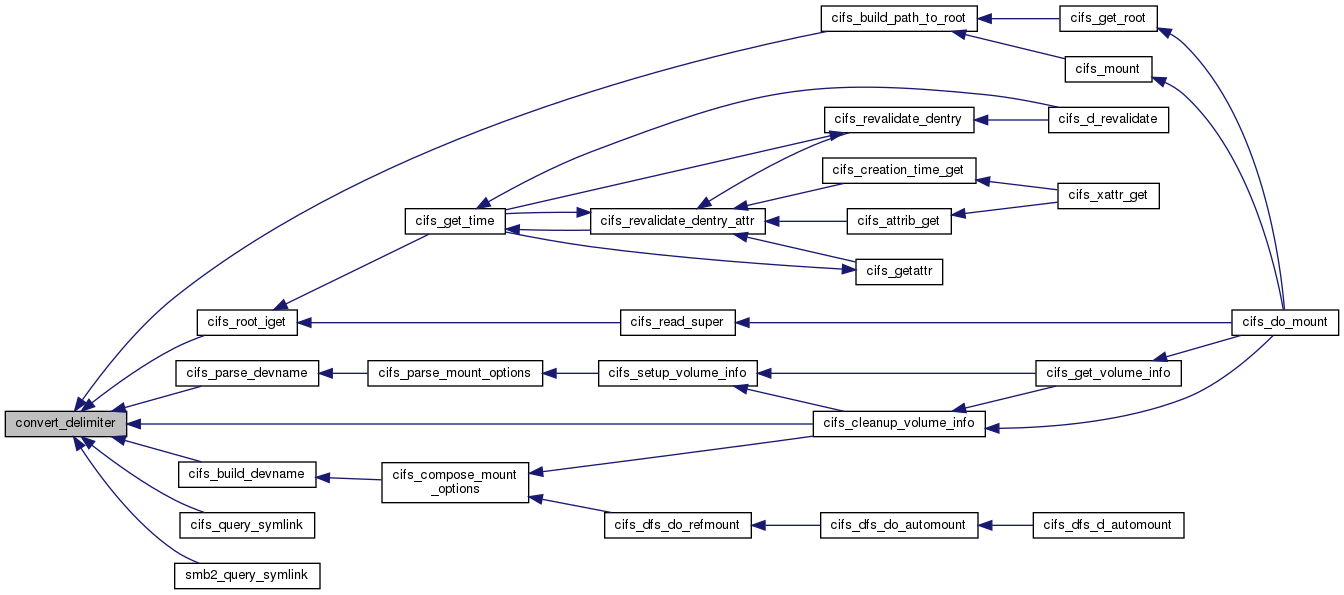 cifs_build_path_to_root
cifs_get_root
cifs_mount
cifs_revalidate_dentry
cifs_d_revalidate
cifs_creation_time_get
cifs_xattr_get
cifs_get_time
cifs_revalidate_dentry_attr
cifs_attrib_get
cifs_getattr
cifs_root_iget
cifs_read_super
cifs_do_mount
cifs_parse_devname
cifs_parse_mount_options
cifs_setup_volume_info
cifs_get_volume_info
convert_delimiter
cifs_cleanup_volume_info
cifs_build_devname
cifs_compose_mount
_options
cifs_query_symlink
cifs_dfs_do_refmount
cifs_dfs_do_automount
cifs_dfs_d_automount
smb2_query_symlink